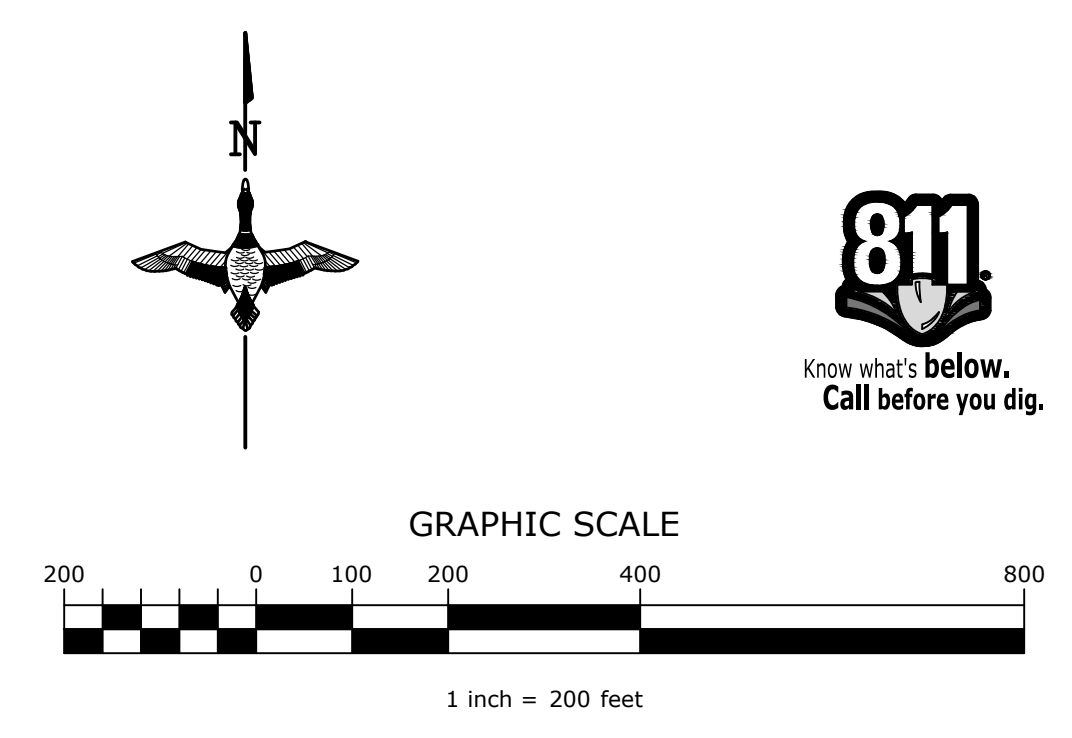 N
811
Know what's below.
Call before you dig.
GRAPHIC SCALE
200 0 100 200 400 800
1 inch = 200 feet